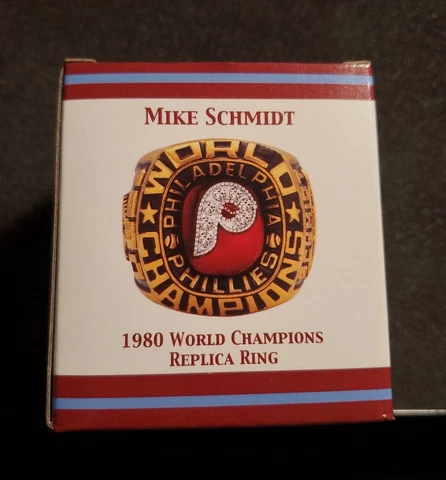 MIKE SCHMIDT
WORLD
PHILADELPHIA
P
PHILLIES
CHAMPIONS
1980 WORLD CHAMPIONS
REPLICA RING